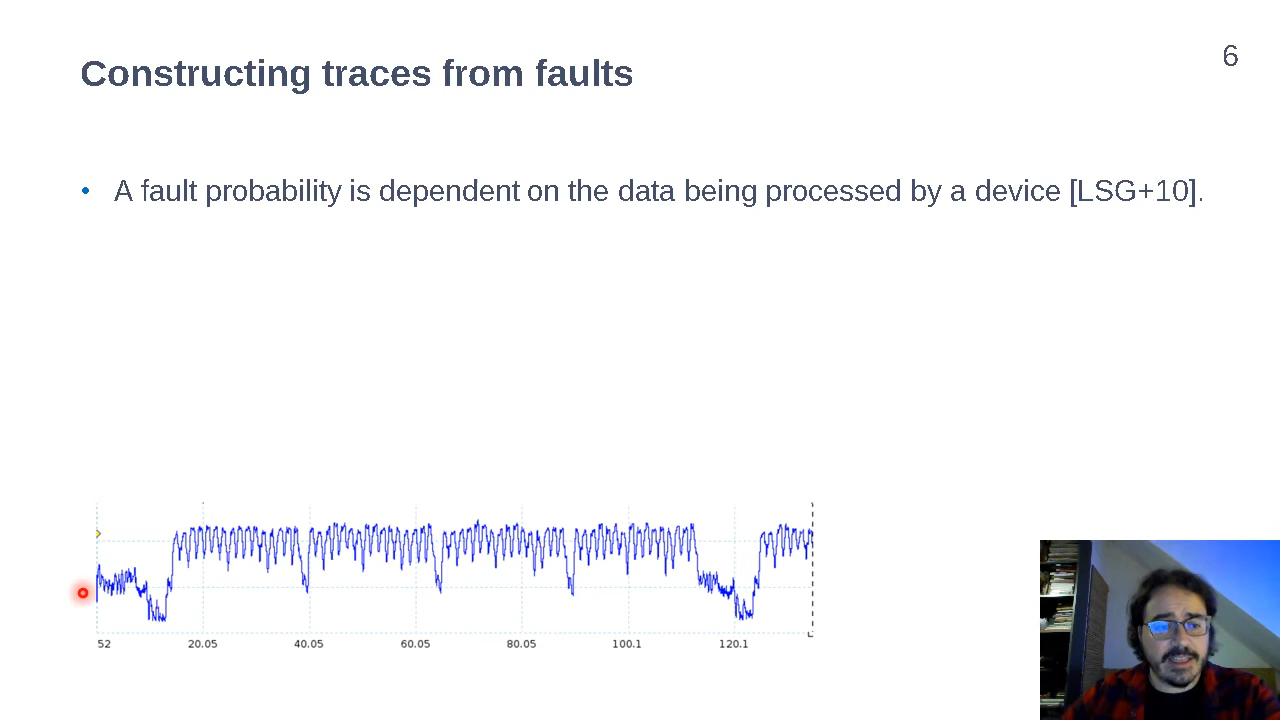 6
Constructing traces from faults
• A fault probability is dependent on the data being processed by a device [LSG+10].
52 20.05 40.05 60.05 80.05 100.1 120.1